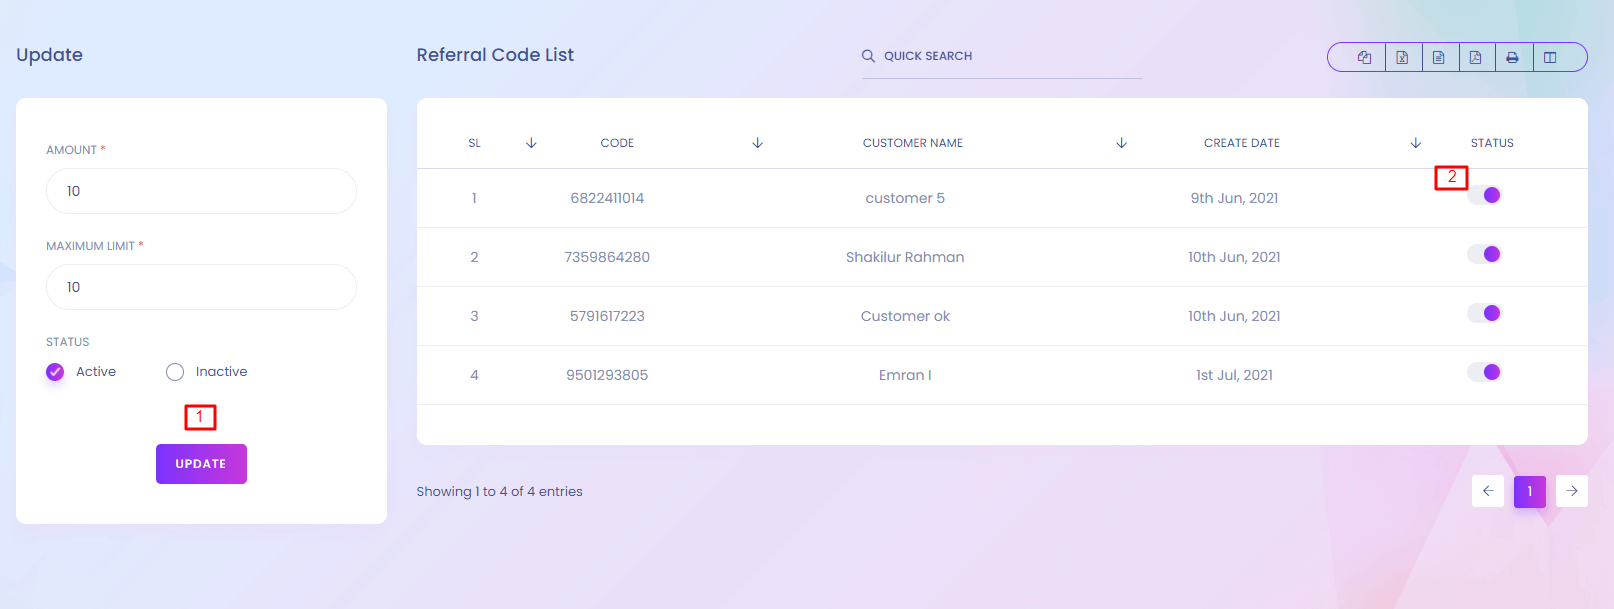 Update
AMOUNT *
10
MAXIMUM LIMIT *
10
STATUS
Active Inactive
1
UPDATE
Referral Code List
QUICK SEARCH
SL CODE CUSTOMER NAME CREATE DATE STATUS
2
1 6822411014 customer 5 9th Jun, 2021
2 7359864280 Shakilur Rahman 10th Jun, 2021
3 5791617223 Customer ok 10th Jun, 2021
4 9501293805 Emran I 1st Jul, 2021
Showing 1 to 4 of 4 entries
1